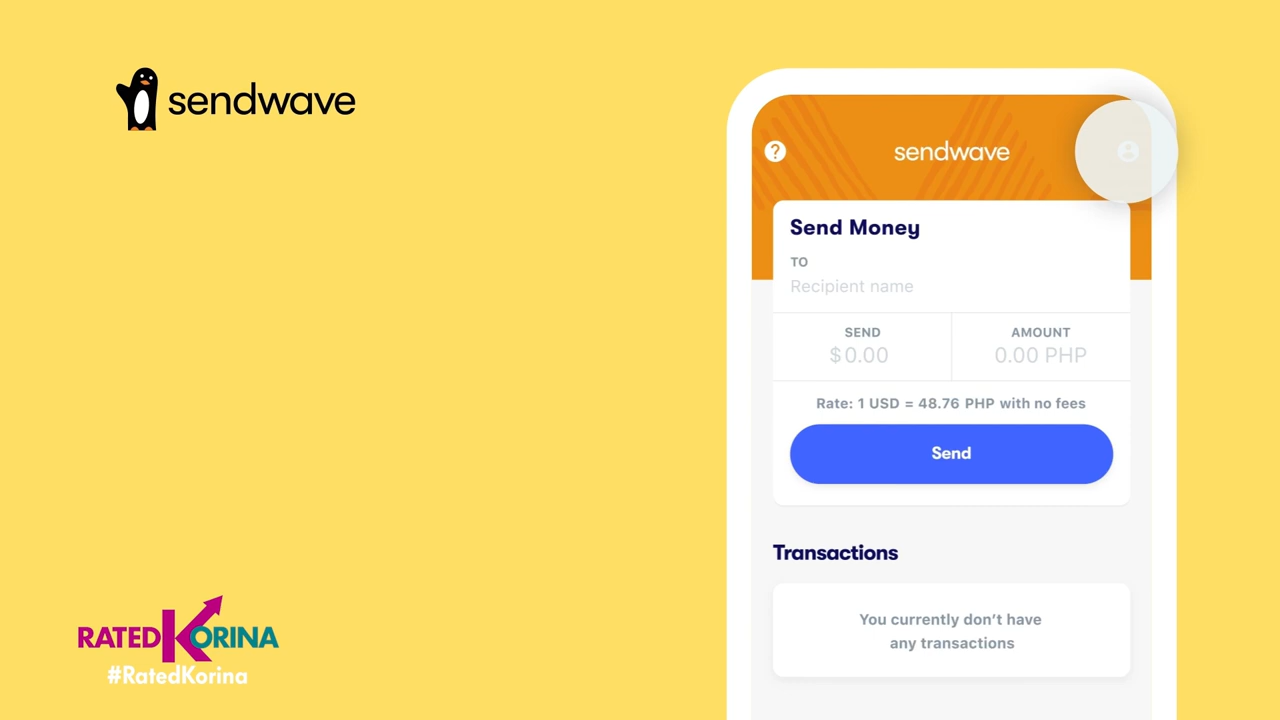 sendwave
?
sendwave
Send Money
TO
Recipient name
SEND
AMOUNT
$0.00
0.00 PHP
Rate: 1 USD = 48.76 PHP with no fees
Send
Transactions
You currently don’t have
any transactions
RATEDKORINA
#RatedKorina